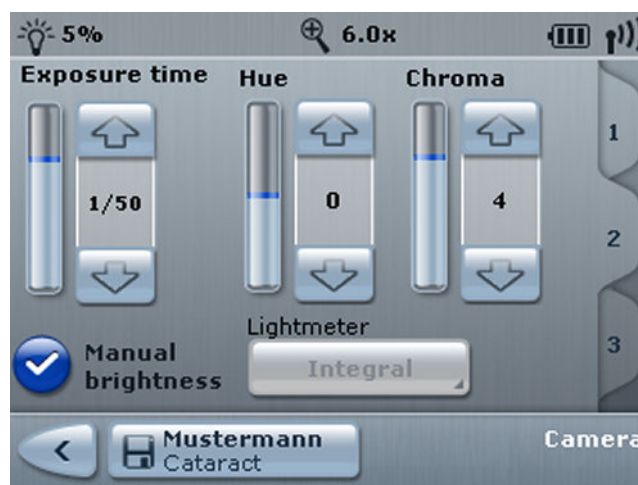 5% 6.0x
Exposure time Hue Chroma
1
1/50 0 4
2
Lightmeter
Manual
brightness
Integral
3
Mustermann
Cataract
Camera